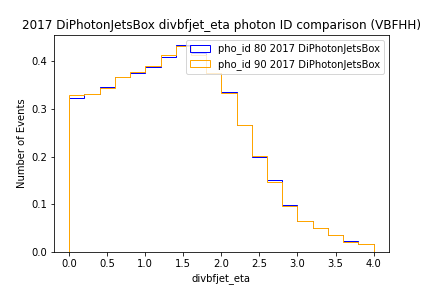 2017 DiPhotonJetsBox divbfjet_eta photon ID comparison (VBFHH)
pho_id 80 2017 DiPhotonJetsBox
pho_id 90 2017 DiPhotonJetsBox
Number of Events
0.4
0.3
0.2
0.1
0.0
0.0 0.5 1.0 1.5 2.0 2.5 3.0 3.5 4.0
divbfjet_eta